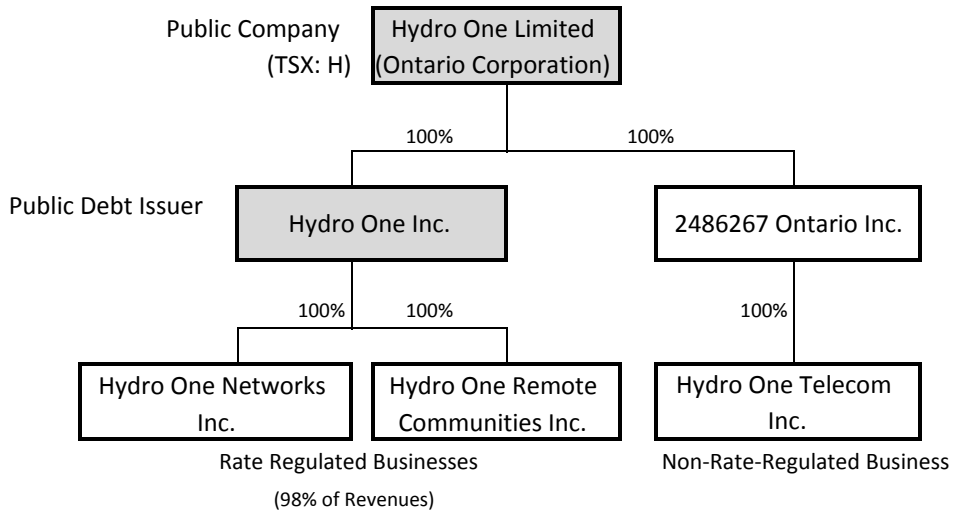 Public Company
(TSX: H)
Hydro One Limited
(Ontario Corporation)
100%
100%
Public Debt Issuer
Hydro One Inc.
2486267 Ontario Inc.
100%
100%
100%
Hydro One Networks
Inc.
Hydro One Remote
Communities Inc.
Hydro One Telecom
Inc.
Rate Regulated Businesses
(98% of Revenues)
Non-Rate-Regulated Business